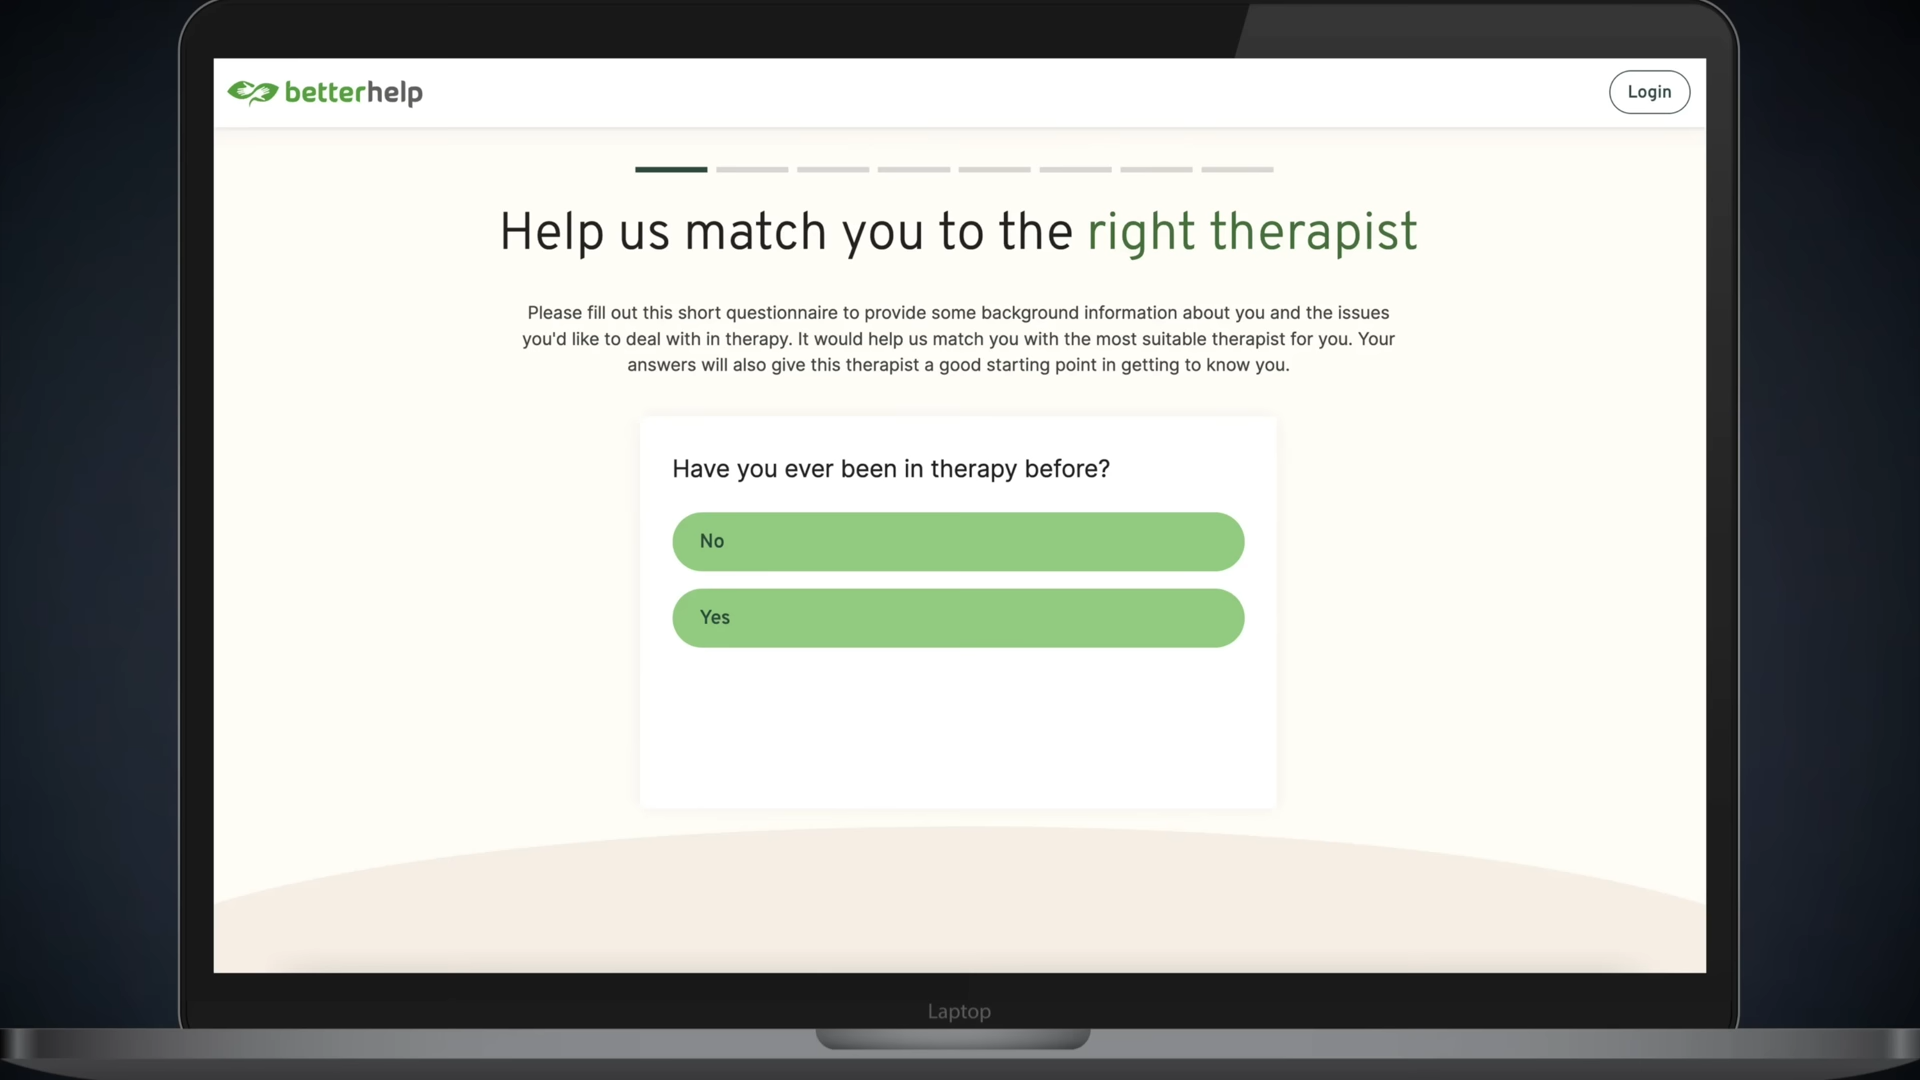 betterhelp
Login
Help us match you to the right therapist
Please fill out this short questionnaire to provide some background information about you and the issues
you'd like to deal with in therapy. It would help us match you with the most suitable therapist for you. Your
answers will also give this therapist a good starting point in getting to know you.
Have you ever been in therapy before?
No
Yes
Laptop